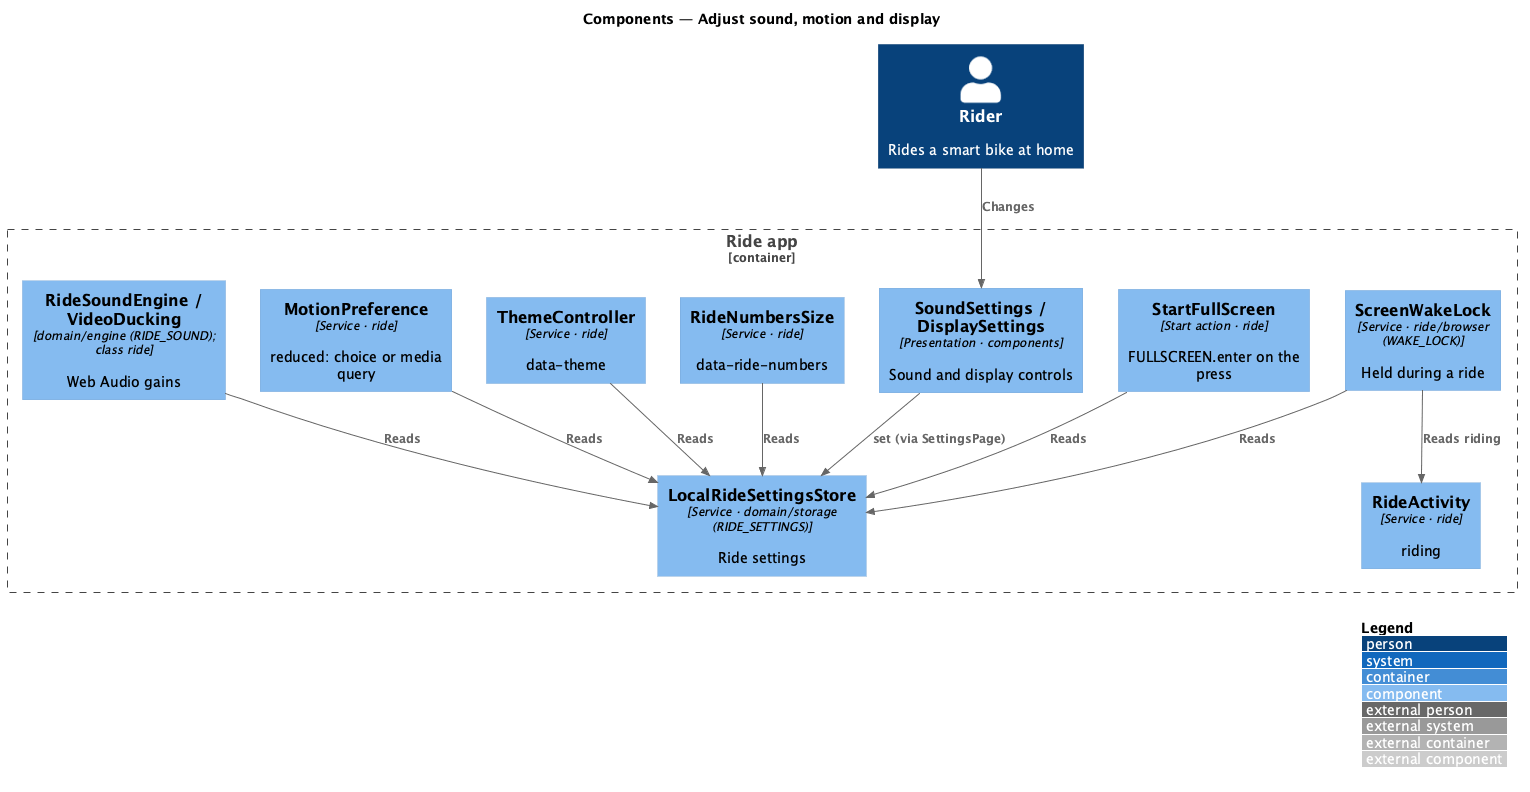 Components — Adjust sound, motion and display
Rider
Rides a smart bike at home
Changes
Ride app
[container]
RideSoundEngine /
VideoDucking
[domain/engine (RIDE_SOUND);
class ride]
Web Audio gains
MotionPreference
[Service · ride]
reduced: choice or media
query
ThemeController
[Service · ride]
data-theme
RideNumbersSize
[Service · ride]
data-ride-numbers
SoundSettings /
DisplaySettings
[Presentation · components]
Sound and display controls
StartFullScreen
[Start action · ride]
FULLSCREEN.enter on the
press
ScreenWakeLock
[Service · ride/browser
(WAKE_LOCK)]
Held during a ride
Reads
Reads
Reads
Reads
set (via SettingsPage)
Reads
Reads
Reads riding
LocalRideSettingsStore
[Service · domain/storage
(RIDE_SETTINGS)]
Ride settings
RideActivity
[Service · ride]
riding
Legend
person
system
container
component
external person
external system
external container
external component